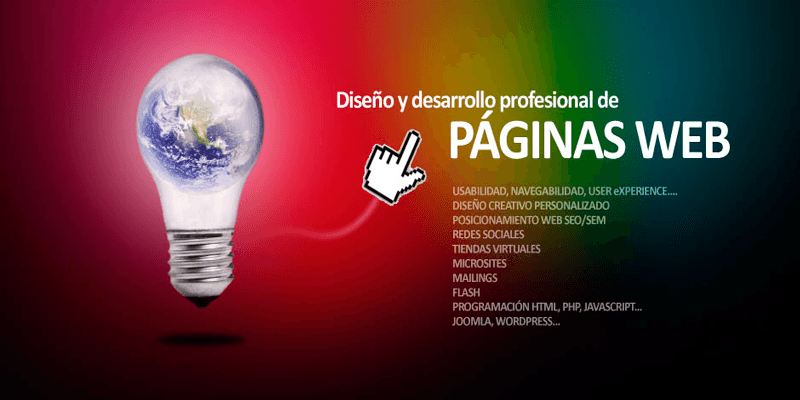 Diseño y desarrollo profesional de
PÁGINAS WEB
USABILIDAD, NAVEGABILIDAD, USER eXPERIENCE....
DISEÑO CREATIVO PERSONALIZADO
POSICIONAMIENTO WEB SEO/SEM
REDES SOCIALES
TIENDAS VIRTUALES
MICROSITES
MAILINGS
FLASH
PROGRAMACIÓN HTML, PHP, JAVASCRIPT...
JOOMLA, WORDPRESS...